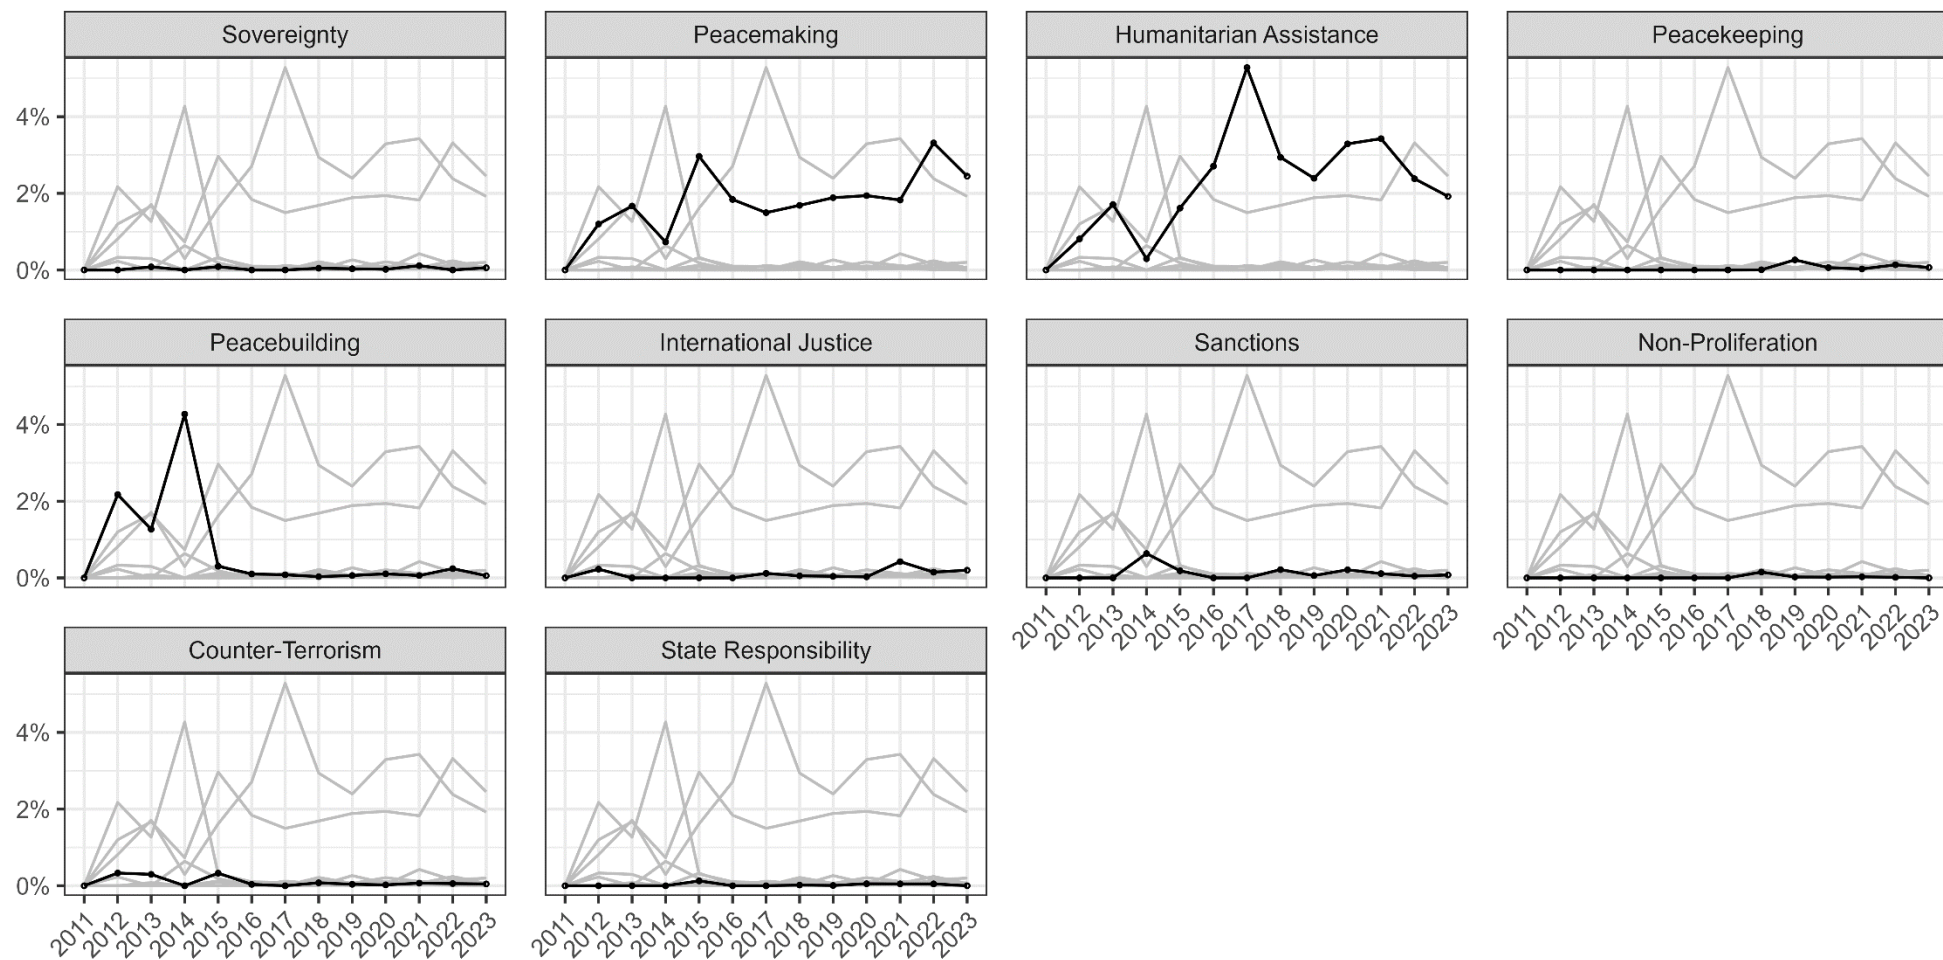 Sovereignty
Peacemaking
Humanitarian Assistance
Peacekeeping
4%
2%
0%
Peacebuilding
International Justice
Sanctions
Non-Proliferation
4%
2%
0%
2011 2012 2013 2014 2015 2016 2017 2018 2019 2020 2021 2022 2023
2011 2012 2013 2014 2015 2016 2017 2018 2019 2020 2021 2022 2023
Counter-Terrorism
State Responsibility
4%
2%
0%
2011 2012 2013 2014 2015 2016 2017 2018 2019 2020 2021 2022 2023
2011 2012 2013 2014 2015 2016 2017 2018 2019 2020 2021 2022 2023